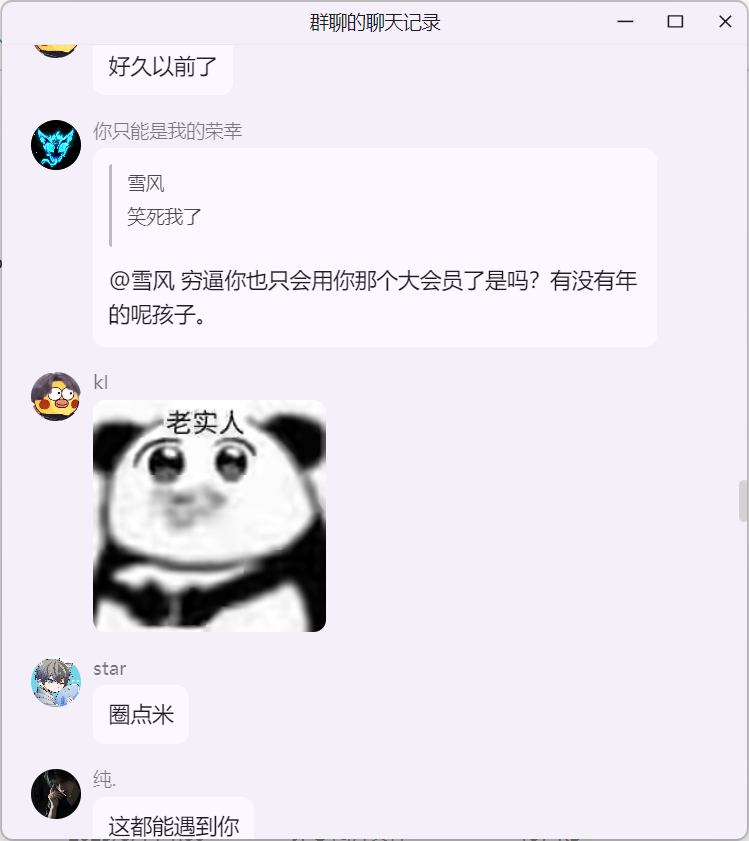 群聊的聊天记录
好久以前了
你只能是我的荣幸
雪风
笑死我了
@雪风 穷逼你也只会用你那个大会员了是吗？有没有年
的呢孩子。
kl
老实人
star
圈点米
纯.
这都能遇到你